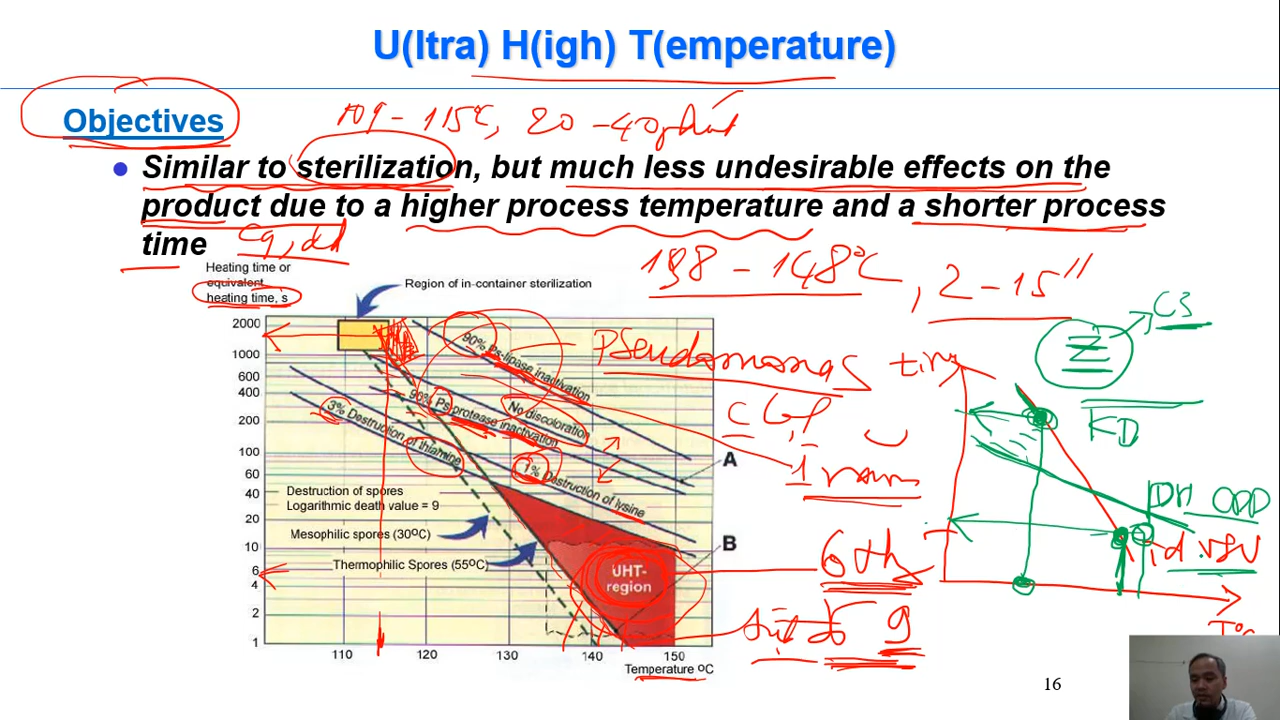 U(ltra) H(igh) T(emperature)
Objectives
109 - 115°C, 20 - 40 phút
Similar to sterilization, but much less undesirable effects on the
product due to a higher process temperature and a shorter process
time
138 - 148°C, 2 - 15"
Heating time or
equivalent
heating time, s
Region of in-container sterilization
2000
1000
600
400
200
100
60
40
20
10
6
4
2
1
90% Ps-lipase inactivation
No discoloration
90% Ps-protease inactivation
3% Destruction of thiamine
1% Destruction of lysine
Destruction of spores
Logarithmic death value = 9
Mesophilic spores (30°C)
Thermophilic Spores (55°C)
UHT-
region
A
B
110
120
130
140
150
Temperature °C
Pseudomonas
Z
CS
KD
6 th
9
T°C
16